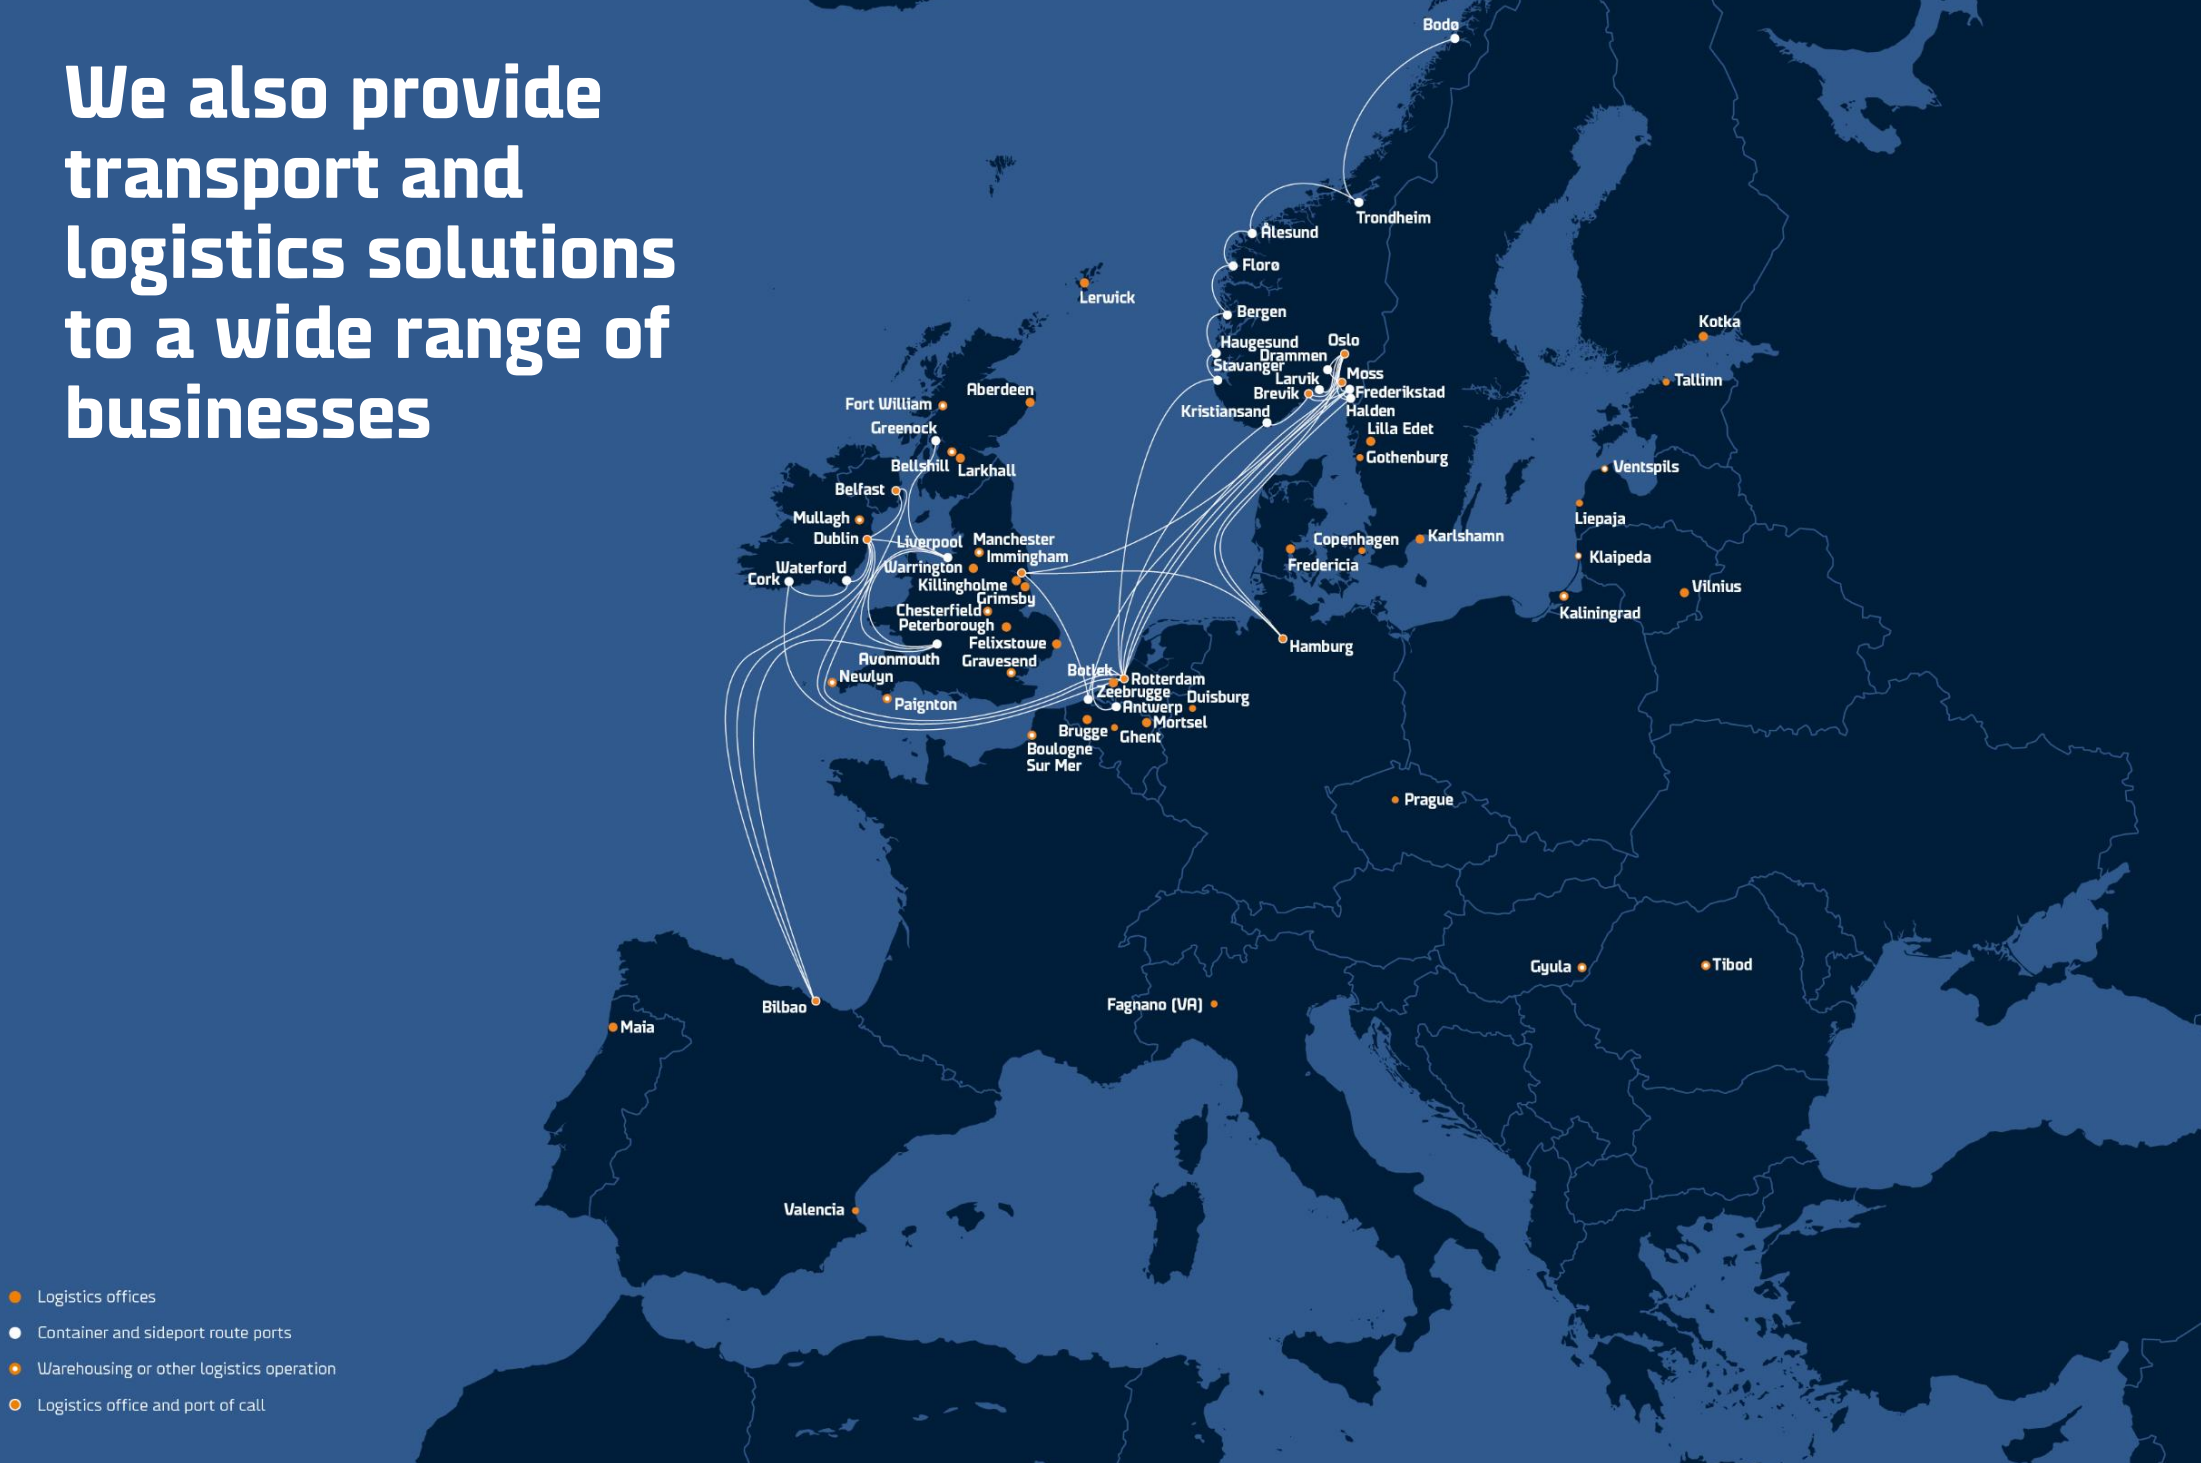 We also provide
transport and
logistics solutions
to a wide range of
businesses
Bodø
Trondheim
Ålesund
Florø
Lerwick
Bergen
Kotka
Haugesund
Oslo
Drammen
Stavanger
Moss
Larvik
Tallinn
Aberdeen
Brevik
Frederikstad
Fort William
Kristiansand
Halden
Greenock
Lilla Edet
Bellshill
Larkhall
Gothenburg
Ventspils
Belfast
Mullagh
Liepaja
Dublin
Liverpool
Manchester
Copenhagen
Karlshamn
Immingham
Klaipeda
Waterford
Warrington
Fredericia
Cork
Killingholme
Vilnius
Grimsby
Chesterfield
Kaliningrad
Peterborough
Felixstowe
Hamburg
Avonmouth
Gravesend
Botlek
Newlyn
Rotterdam
Zeebrugge
Duisburg
Paignton
Antwerp
Mortsel
Brugge
Ghent
Boulogne
Sur Mer
Prague
Gyula
Tibod
Bilbao
Fagnano (VA)
Maia
Valencia
Logistics offices
Container and sideport route ports
Warehousing or other logistics operation
Logistics office and port of call